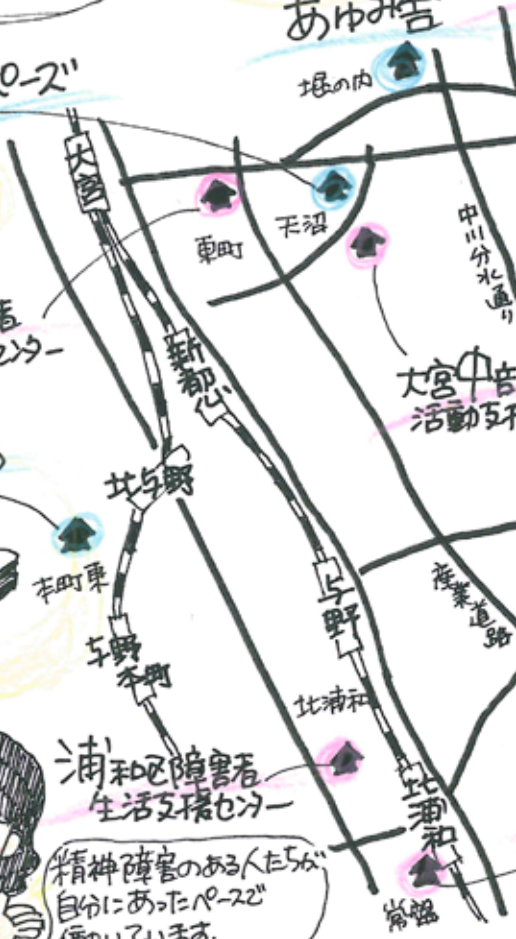 あゆみ舎
ペーズ
堀の内
大宮
東町
天沼
中川分水通り
者
センター
新都心
大宮中部
活動支援
北与野
本町東
与野
産業道路
与野
本町
北浦和
浦和区障害者
生活支援センター
北浦和
常盤
精神障害のある人たちが
自分にあったペースで
働いています。